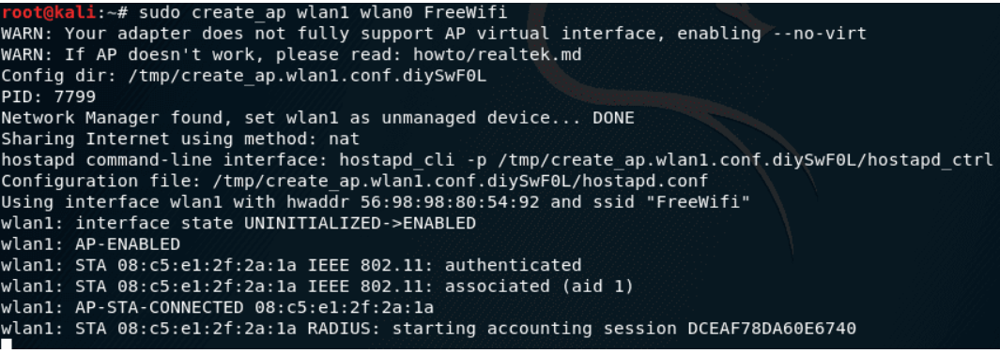 root@kali:~# sudo create_ap wlan1 wlan0 FreeWifi
WARN: Your adapter does not fully support AP virtual interface, enabling --no-virt
WARN: If AP doesn't work, please read: howto/realtek.md
Config dir: /tmp/create_ap.wlan1.conf.diySwF0L
PID: 7799
Network Manager found, set wlan1 as unmanaged device... DONE
Sharing Internet using method: nat
hostapd command-line interface: hostapd_cli -p /tmp/create_ap.wlan1.conf.diySwF0L/hostapd_ctrl
Configuration file: /tmp/create_ap.wlan1.conf.diySwF0L/hostapd.conf
Using interface wlan1 with hwaddr 56:98:98:80:54:92 and ssid "FreeWifi"
wlan1: interface state UNINITIALIZED->ENABLED
wlan1: AP-ENABLED
wlan1: STA 08:c5:e1:2f:2a:1a IEEE 802.11: authenticated
wlan1: STA 08:c5:e1:2f:2a:1a IEEE 802.11: associated (aid 1)
wlan1: AP-STA-CONNECTED 08:c5:e1:2f:2a:1a
wlan1: STA 08:c5:e1:2f:2a:1a RADIUS: starting accounting session DCEAF78DA60E6740